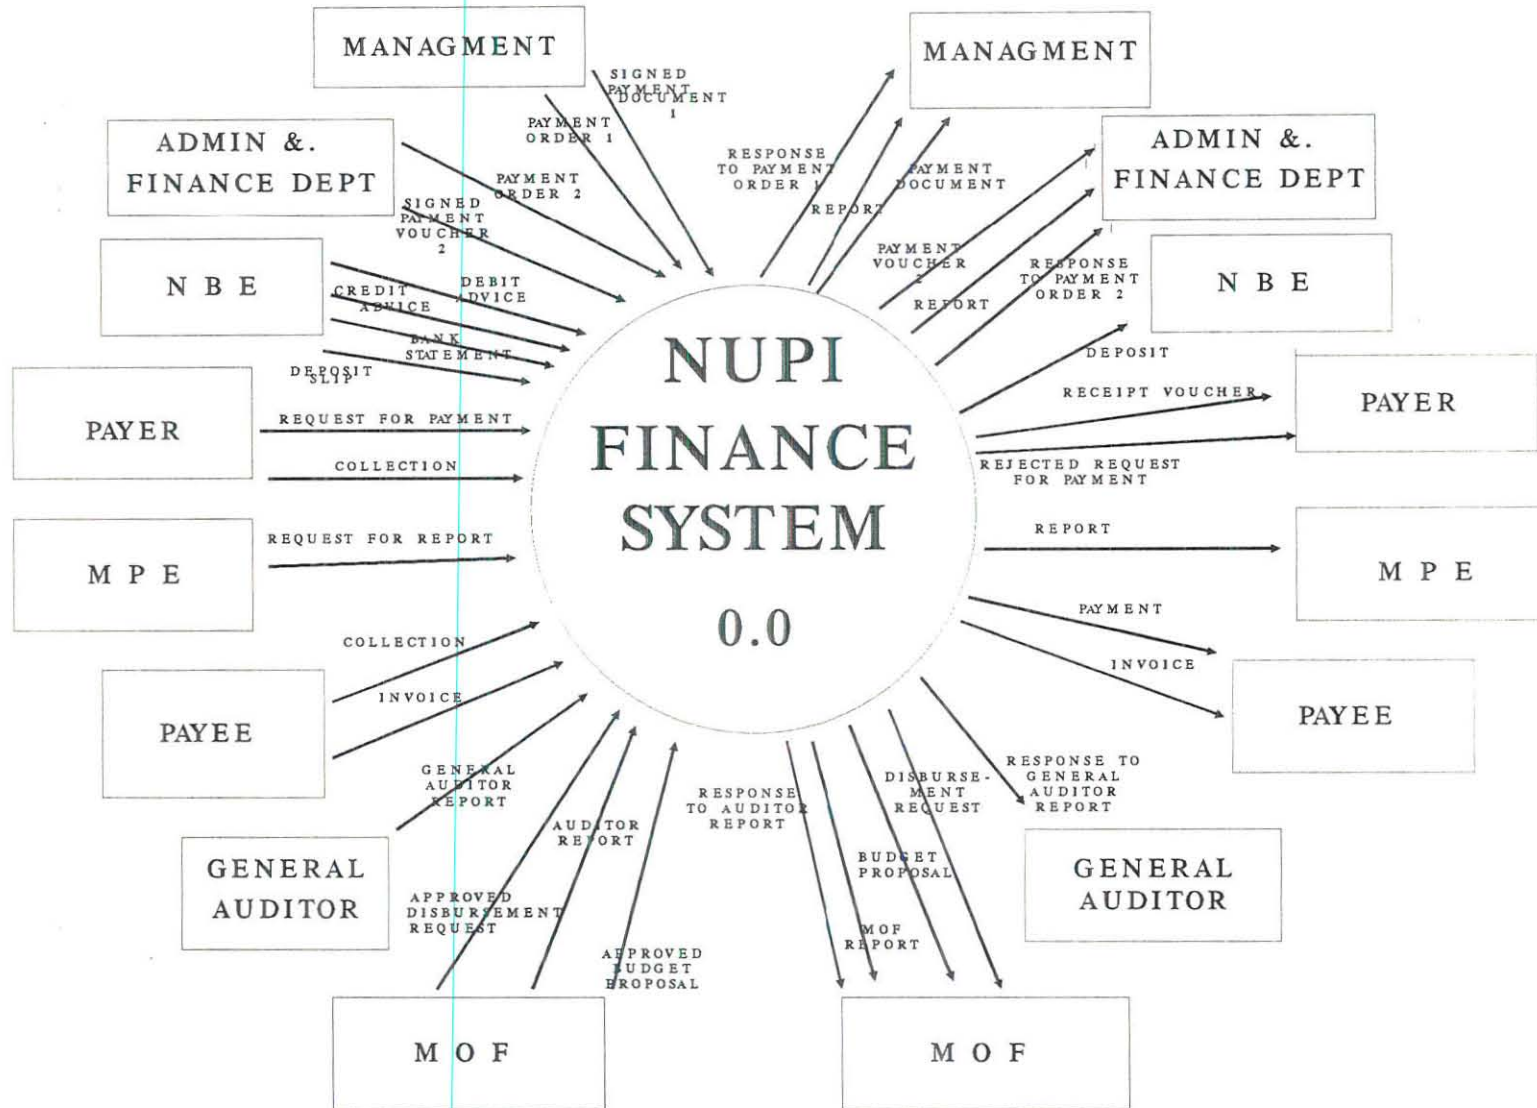 MANAGMENT
SIGNED
PAYMENT
DOCUMENT
1
PAYMENT
ORDER 1
ADMIN &.
FINANCE DEPT
PAYMENT
ORDER 2
SIGNED
PAYMENT
VOUCHER
2
N B E
DEBIT
ADVICE
CREDIT
ADVICE
BANK
STATEMENT
DEPOSIT
SLIP
PAYER
REQUEST FOR PAYMENT
COLLECTION
M P E
REQUEST FOR REPORT
PAYEE
COLLECTION
INVOICE
GENERAL
AUDITOR
GENERAL
AUDITOR
REPORT
M O F
APPROVED
DISBURSEMENT
REQUEST
AUDITOR
REPORT
APPROVED
BUDGET
PROPOSAL
NUPI
FINANCE
SYSTEM
0.0
MANAGMENT
RESPONSE
TO PAYMENT
ORDER 1
REPORT
PAYMENT
DOCUMENT
ADMIN &.
FINANCE DEPT
PAYMENT
VOUCHER
2
REPORT
RESPONSE
TO PAYMENT
ORDER 2
N B E
DEPOSIT
PAYER
RECEIPT VOUCHER
REJECTED REQUEST
FOR PAYMENT
M P E
REPORT
PAYEE
PAYMENT
INVOICE
GENERAL
AUDITOR
RESPONSE TO
GENERAL
AUDITOR
REPORT
M O F
RESPONSE
TO AUDITOR
REPORT
MOF
REPORT
BUDGET
PROPOSAL
DISBURSE-
MENT
REQUEST